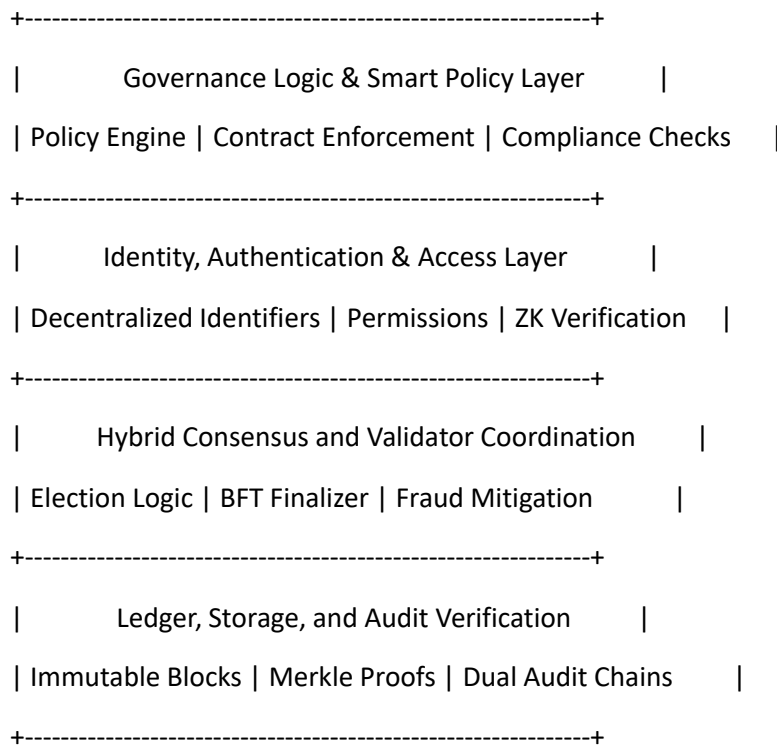 +---------------------------------------------------------------+
| Governance Logic & Smart Policy Layer |
| Policy Engine | Contract Enforcement | Compliance Checks |
+---------------------------------------------------------------+
| Identity, Authentication & Access Layer |
| Decentralized Identifiers | Permissions | ZK Verification |
+---------------------------------------------------------------+
| Hybrid Consensus and Validator Coordination |
| Election Logic | BFT Finalizer | Fraud Mitigation |
+---------------------------------------------------------------+
| Ledger, Storage, and Audit Verification |
| Immutable Blocks | Merkle Proofs | Dual Audit Chains |
+---------------------------------------------------------------+